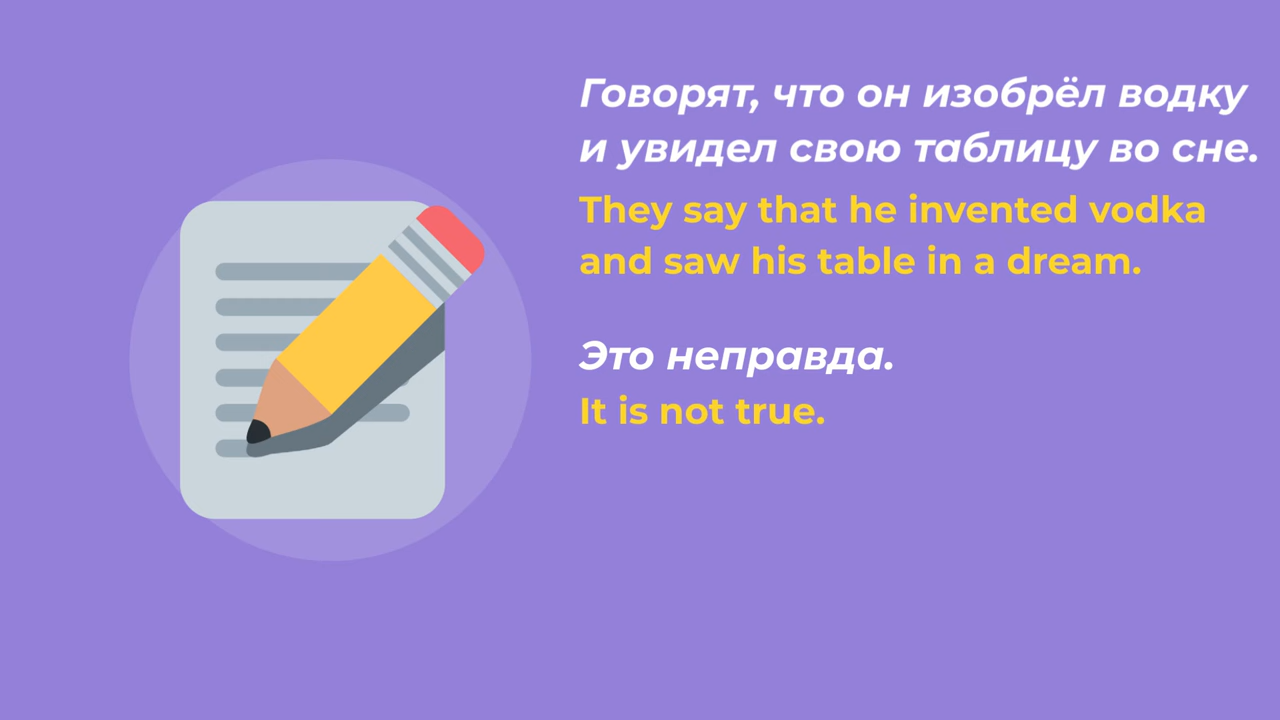 Говорят, что он изобрёл водку
и увидел свою таблицу во сне.
They say that he invented vodka
and saw his table in a dream.
Это неправда.
It is not true.